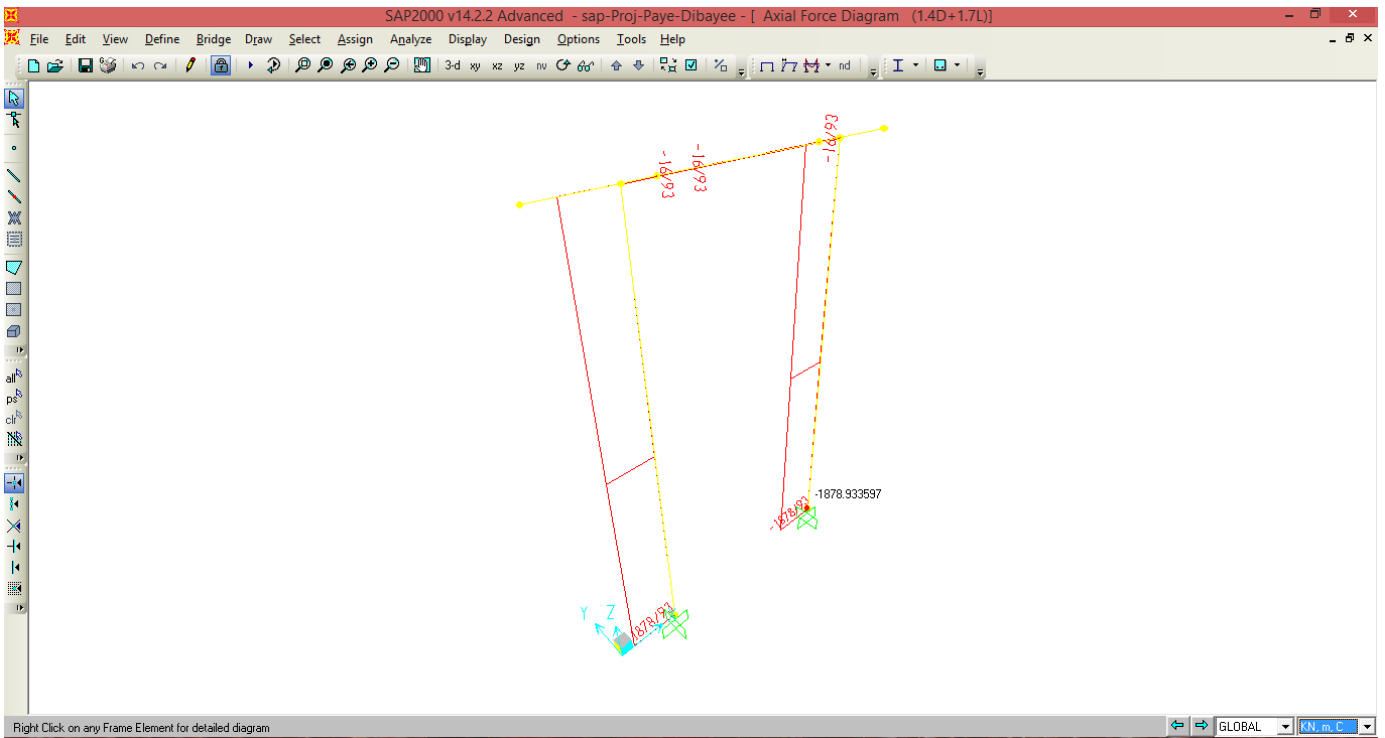 SAP2000 v14.2.2 Advanced - sap-Proj-Paye-Dibayee - [ Axial Force Diagram (1.4D+1.7L)]
File Edit View Define Bridge Draw Select Assign Analyze Display Design Options Tools Help
3-d xy xz yz nv nd
all
ps
clr
-16/93
-16/93
-16/93
-1878.933597
-1878/93
Y Z
1878/93
Right Click on any Frame Element for detailed diagram
GLOBAL
KN, m, C